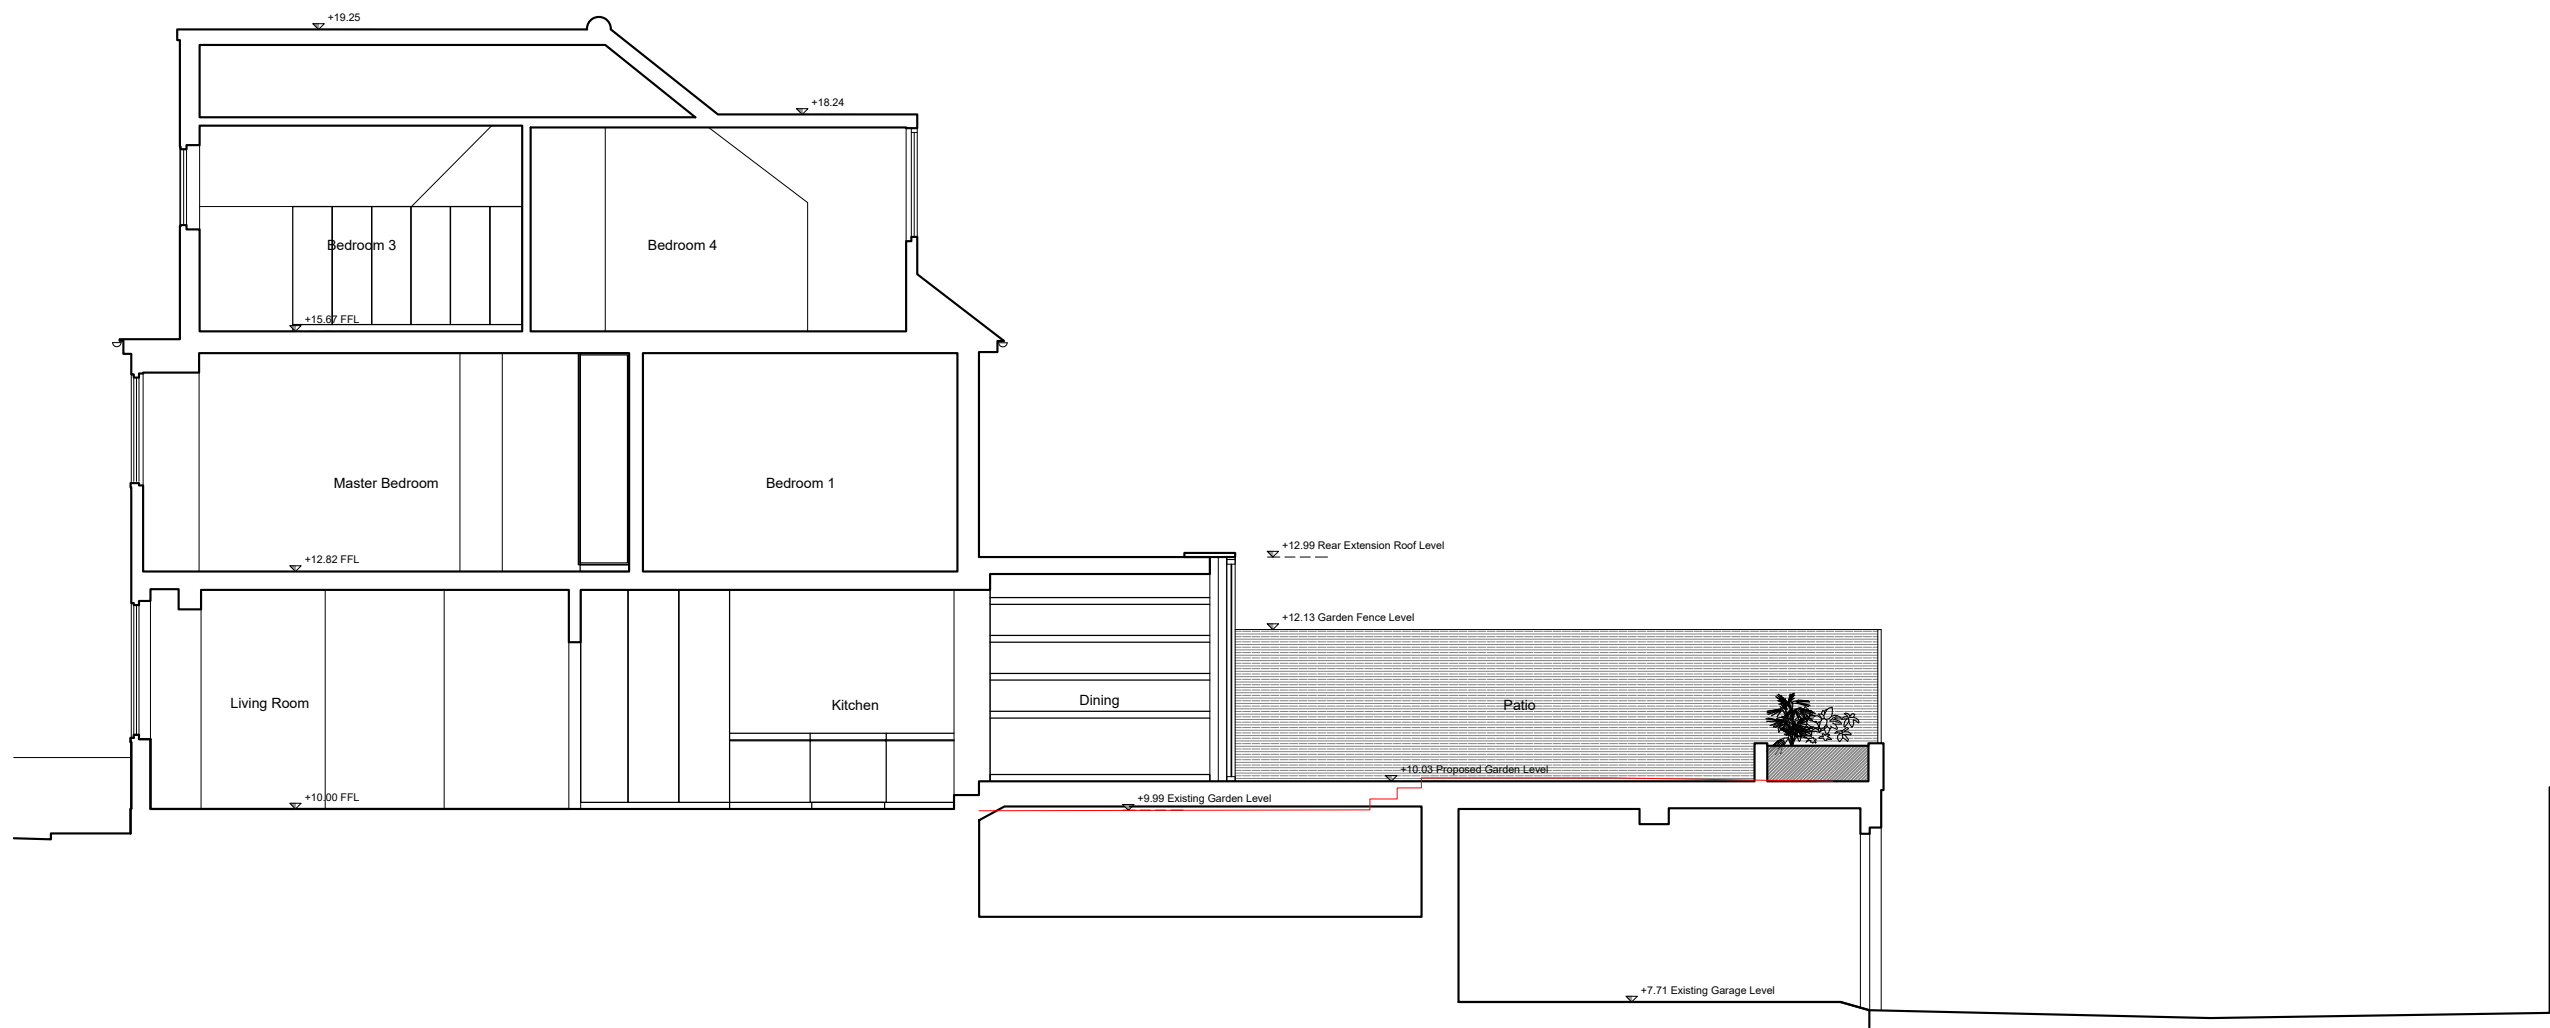 +19.25
+18.24
Bedroom 3
Bedroom 4
+15.67 FFL
Master Bedroom
Bedroom 1
+12.82 FFL
+12.99 Rear Extension Roof Level
+12.13 Garden Fence Level
Living Room
Kitchen
Dining
Patio
+10.03 Proposed Garden Level
+10.00 FFL
+9.99 Existing Garden Level
+7.71 Existing Garage Level